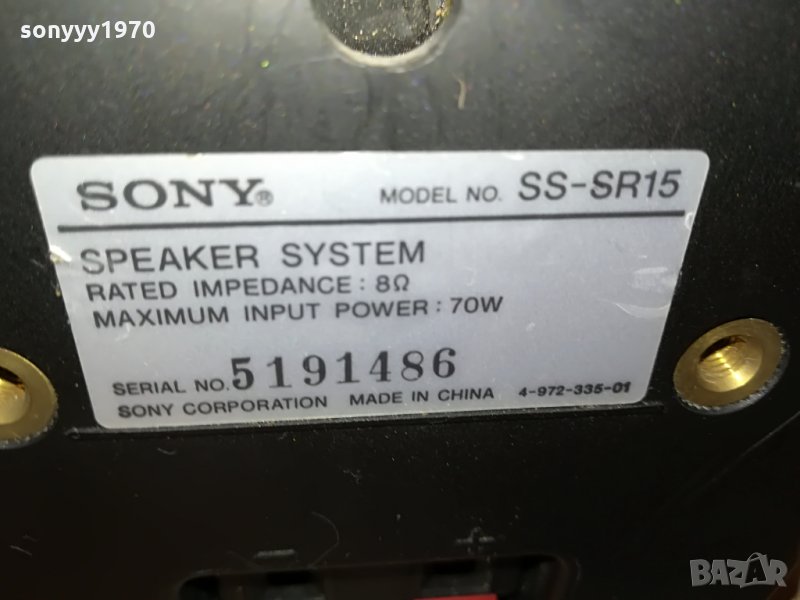 sonyyy1970
SONY® MODEL NO. SS-SR15
SPEAKER SYSTEM
RATED IMPEDANCE : 8Ω
MAXIMUM INPUT POWER : 70W
SERIAL NO. 5191486
SONY CORPORATION MADE IN CHINA 4-972-335-01
- +
BAZAR